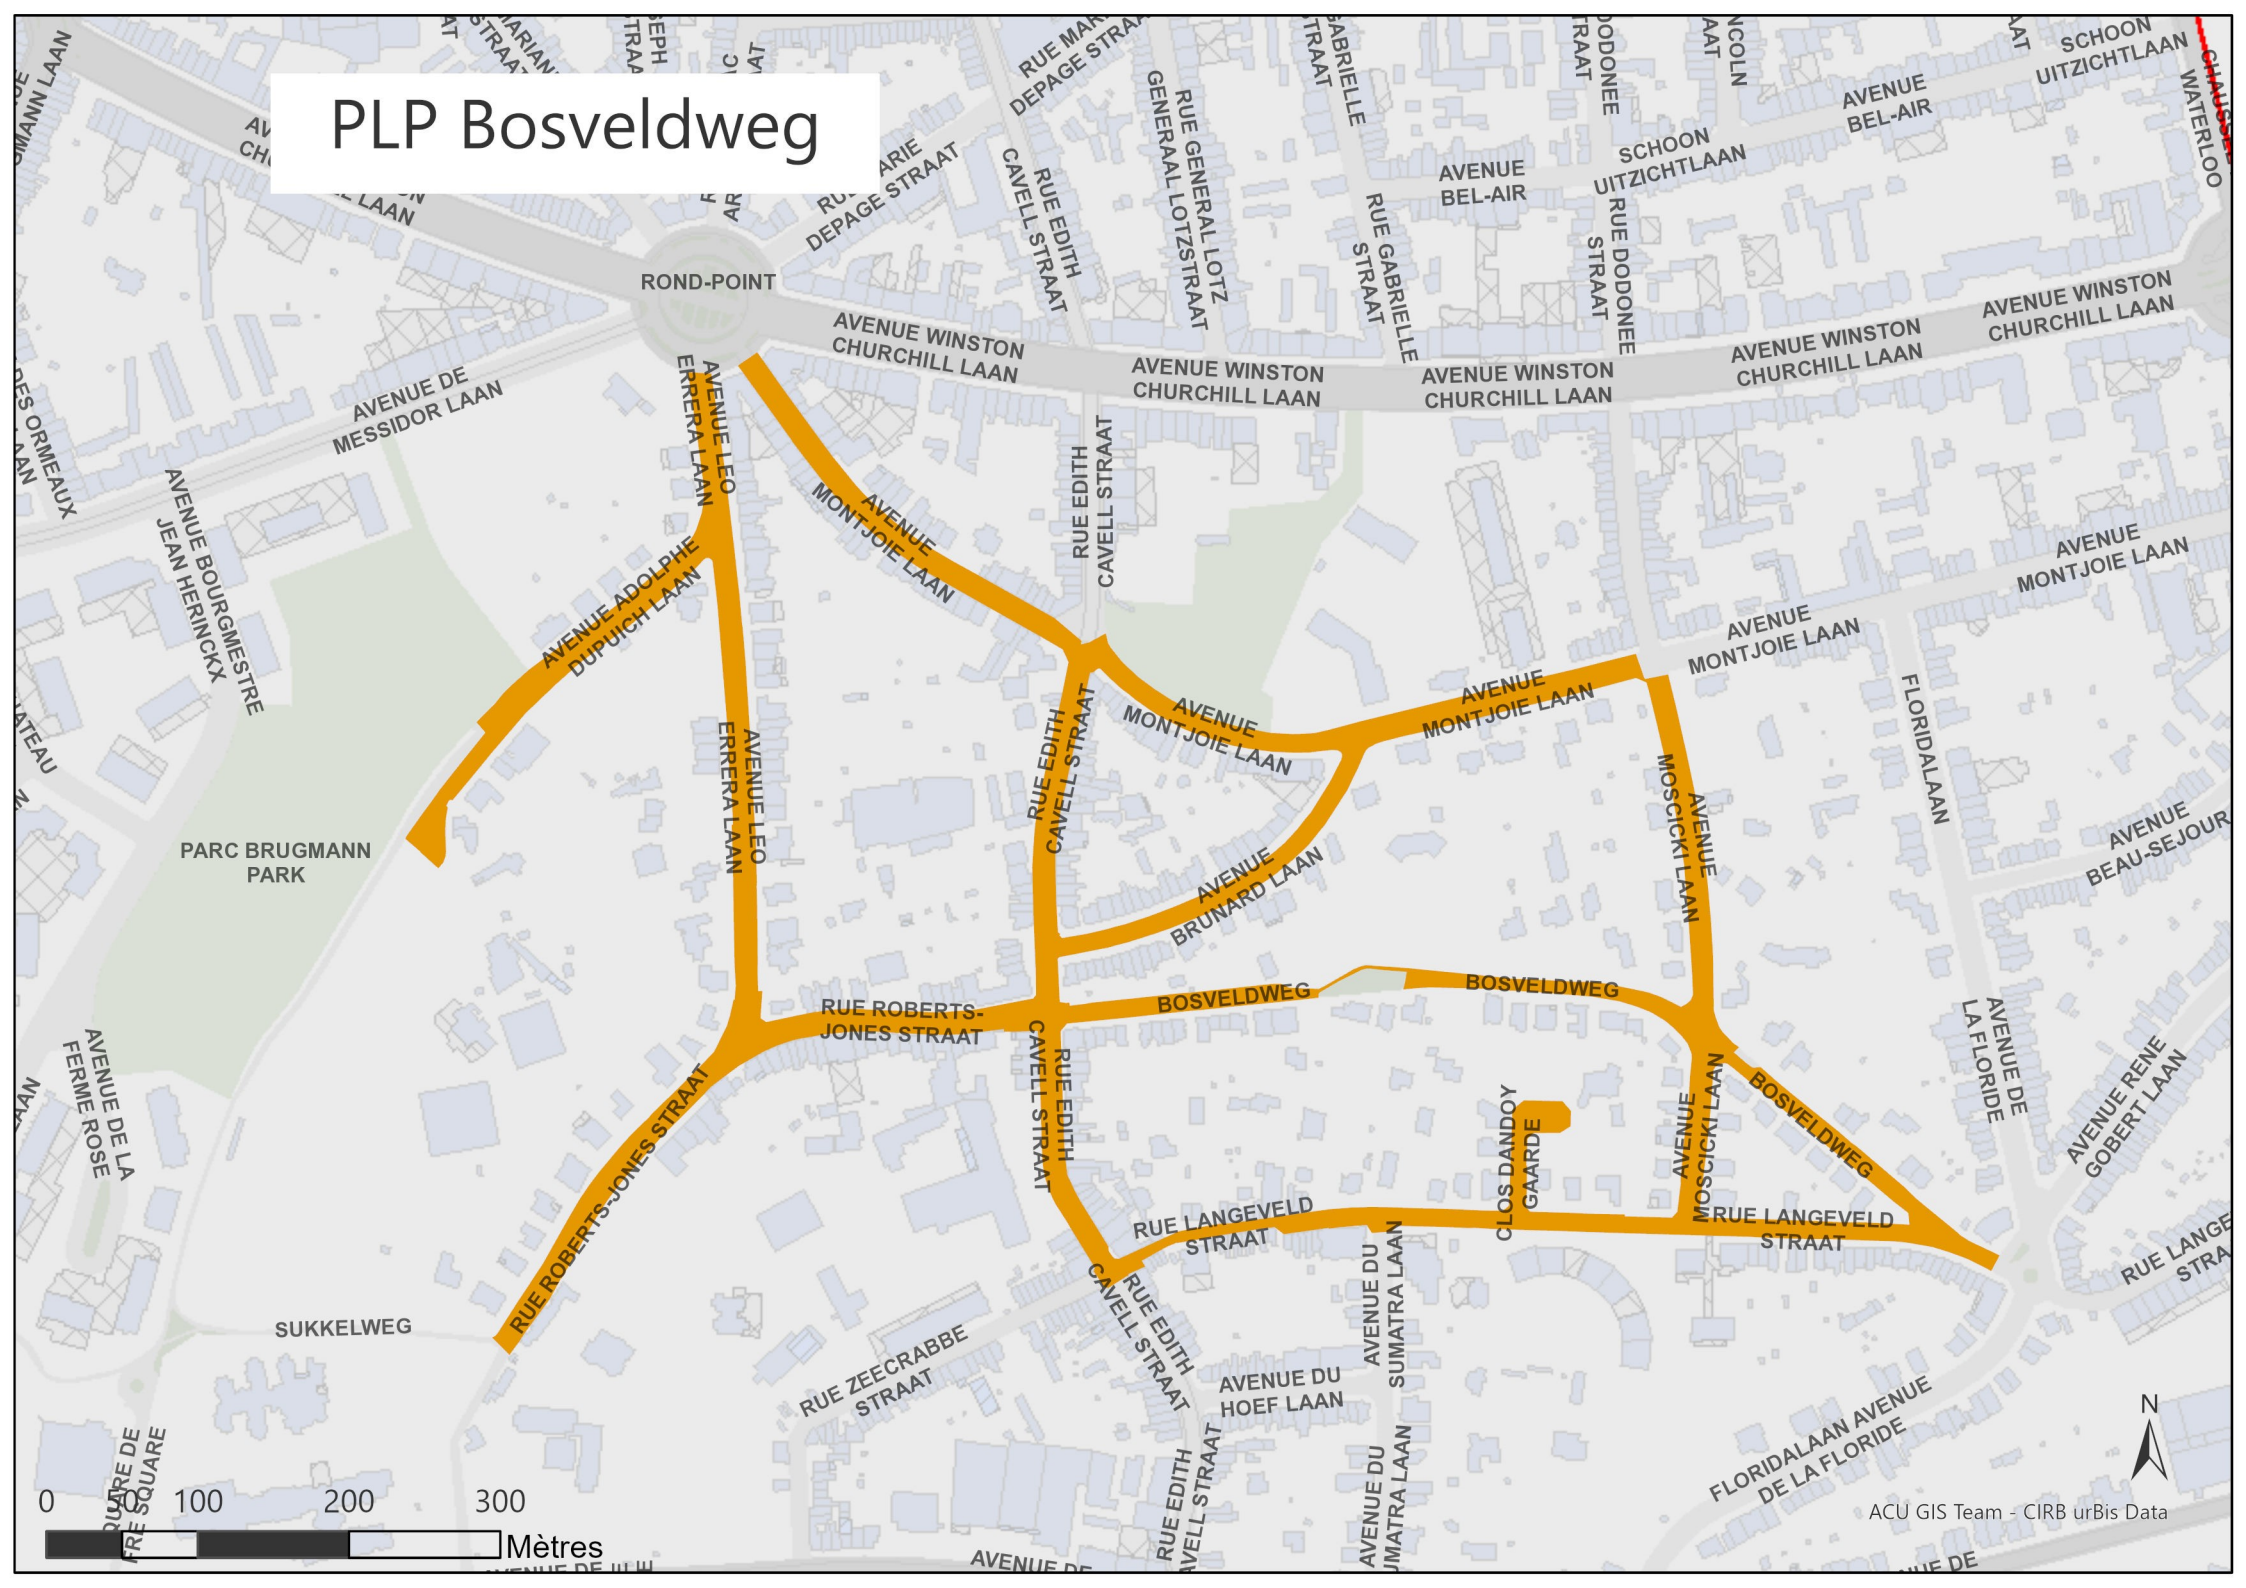 PLP Bosveldweg
SCHOON
UITZICHTLAAN
AVENUE
BEL-AIR
SCHOON
UITZICHTLAAN
AVENUE
BEL-AIR
WATERLOO
RUE GENERAL LOTZ
GENERAAL LOTZSTRAAT
RUE EDITH
CAVELL STRAAT
DEPAGE STRAAT
RUE GABRIELLE
STRAAT
RUE DODONEE
STRAAT
ROND-POINT
AVENUE WINSTON
CHURCHILL LAAN
AVENUE WINSTON
CHURCHILL LAAN
AVENUE WINSTON
CHURCHILL LAAN
AVENUE WINSTON
CHURCHILL LAAN
AVENUE WINSTON
CHURCHILL LAAN
AVENUE DE
MESSIDOR LAAN
AVENUE LEO
ERRERA LAAN
AVENUE BOURGMESTRE
JEAN HERINCKX
AVENUE
MONTJOIE LAAN
RUE EDITH
CAVELL STRAAT
AVENUE ADOLPHE
DUPUICH LAAN
AVENUE
MONTJOIE LAAN
AVENUE
MONTJOIE LAAN
AVENUE
MONTJOIE LAAN
AVENUE
MONTJOIE LAAN
FLORIDALAAN
AVENUE LEO
ERRERA LAAN
RUE EDITH
CAVELL STRAAT
AVENUE
MOSCICKI LAAN
AVENUE
BEAU-SEJOUR
PARC BRUGMANN
PARK
AVENUE
BRUNARD LAAN
BOSVELDWEG
BOSVELDWEG
RUE ROBERTS-
JONES STRAAT
AVENUE DE LA
FERME ROSE
RUE EDITH
CAVELL STRAAT
AVENUE DE
LA FLORIDE
AVENUE RENE
GOBERT LAAN
BOSVELDWEG
AVENUE
MOSCICKI LAAN
CLOS DANDOY
GAARDE
RUE ROBERTS-JONES STRAAT
RUE LANGEVELD
STRAAT
RUE LANGEVELD
STRAAT
SUKKELWEG
RUE ZEECRABBE
STRAAT
RUE EDITH
CAVELL STRAAT
AVENUE DU
SUMATRA LAAN
AVENUE DU
HOEF LAAN
FLORIDALAAN AVENUE
DE LA FLORIDE
RUE EDITH
AVENUE DU
N
0 50 100 200 300
Mètres
ACU GIS Team - CIRB urBis Data